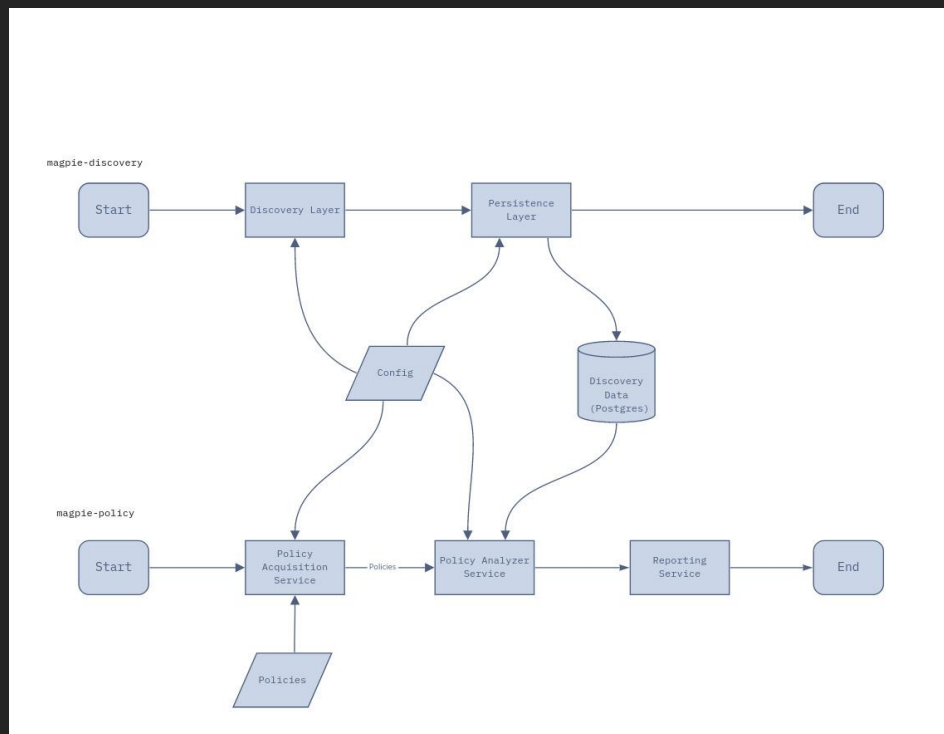 magpie-discovery
Start
Discovery Layer
Persistence
Layer
End
Config
Discovery
Data
(Postgres)
magpie-policy
Start
Policy
Acquisition
Service
Policies
Policy Analyzer
Service
Reporting
Service
End
Policies